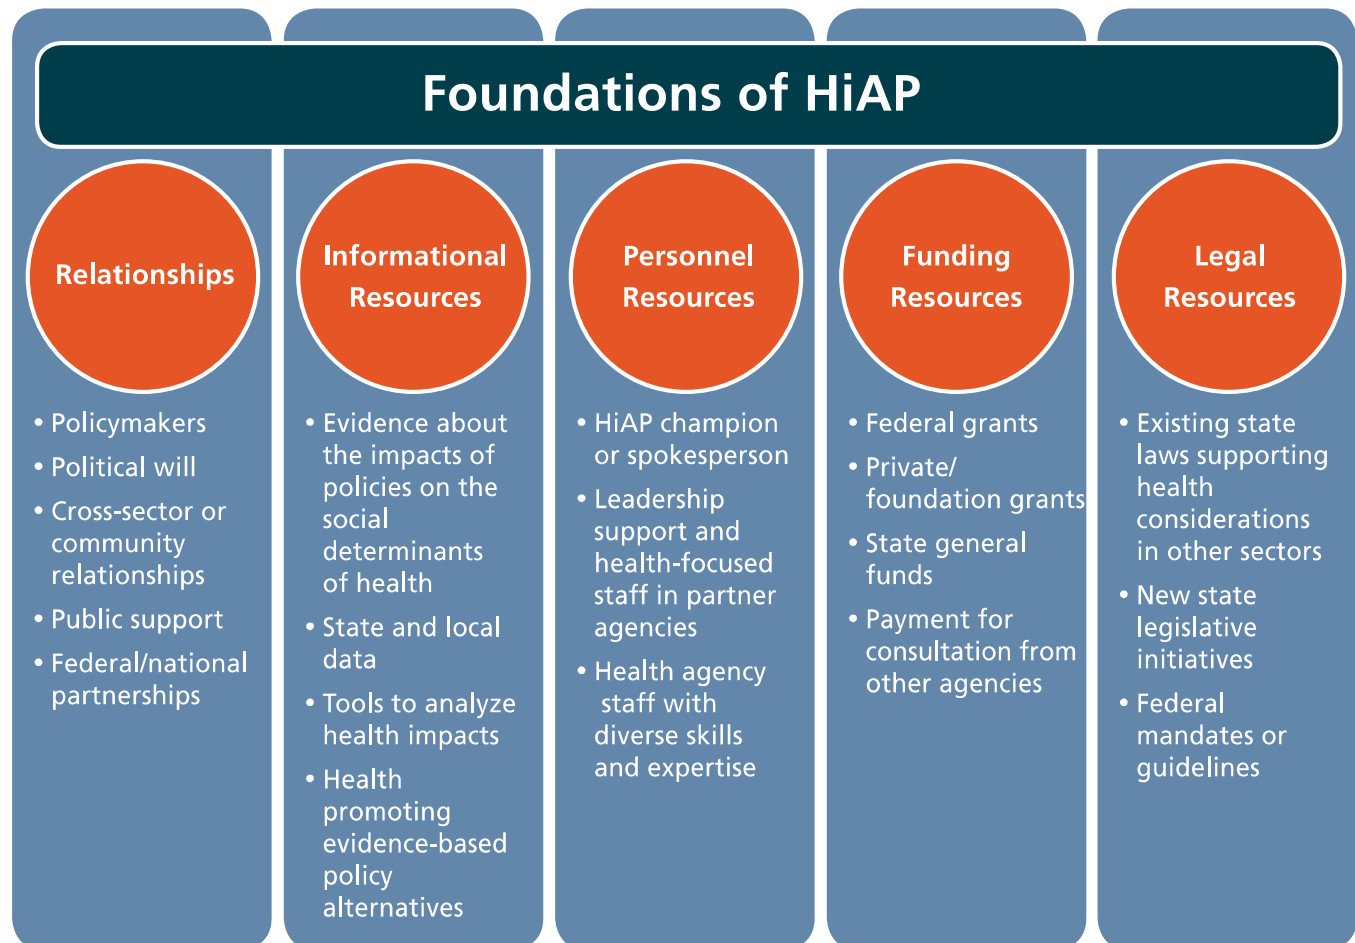 Foundations of HiAP
Relationships
• Policymakers
• Political will
• Cross-sector or
community
relationships
• Public support
• Federal/national
partnerships
Informational
Resources
• Evidence about
the impacts of
policies on the
social
determinants
of health
• State and local
data
• Tools to analyze
health impacts
• Health
promoting
evidence-based
policy
alternatives
Personnel
Resources
• HiAP champion
or spokesperson
• Leadership
support and
health-focused
staff in partner
agencies
• Health agency
staff with
diverse skills
and expertise
Funding
Resources
• Federal grants
• Private/
foundation grants
• State general
funds
• Payment for
consultation from
other agencies
Legal
Resources
• Existing state
laws supporting
health
considerations
in other sectors
• New state
legislative
initiatives
• Federal
mandates or
guidelines